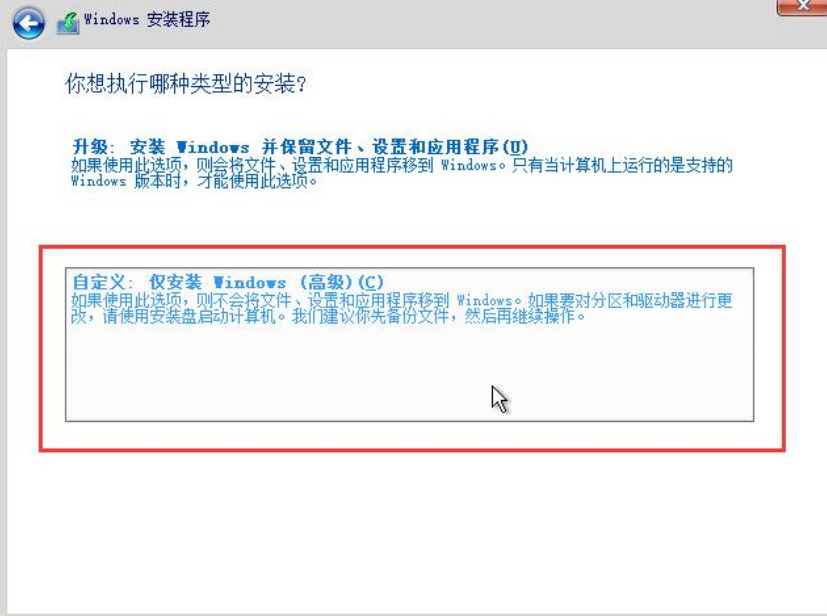 Windows 安装程序
你想执行哪种类型的安装?
升级: 安装 Windows 并保留文件、设置和应用程序(U)
如果使用此选项，则会将文件、设置和应用程序移到 Windows。只有当计算机上运行的是支持的
Windows 版本时，才能使用此选项。
自定义: 仅安装 Windows (高级)(C)
如果使用此选项，则不会将文件、设置和应用程序移到 Windows。如果要对分区和驱动器进行更
改，请使用安装盘启动计算机。我们建议你先备份文件，然后再继续操作。